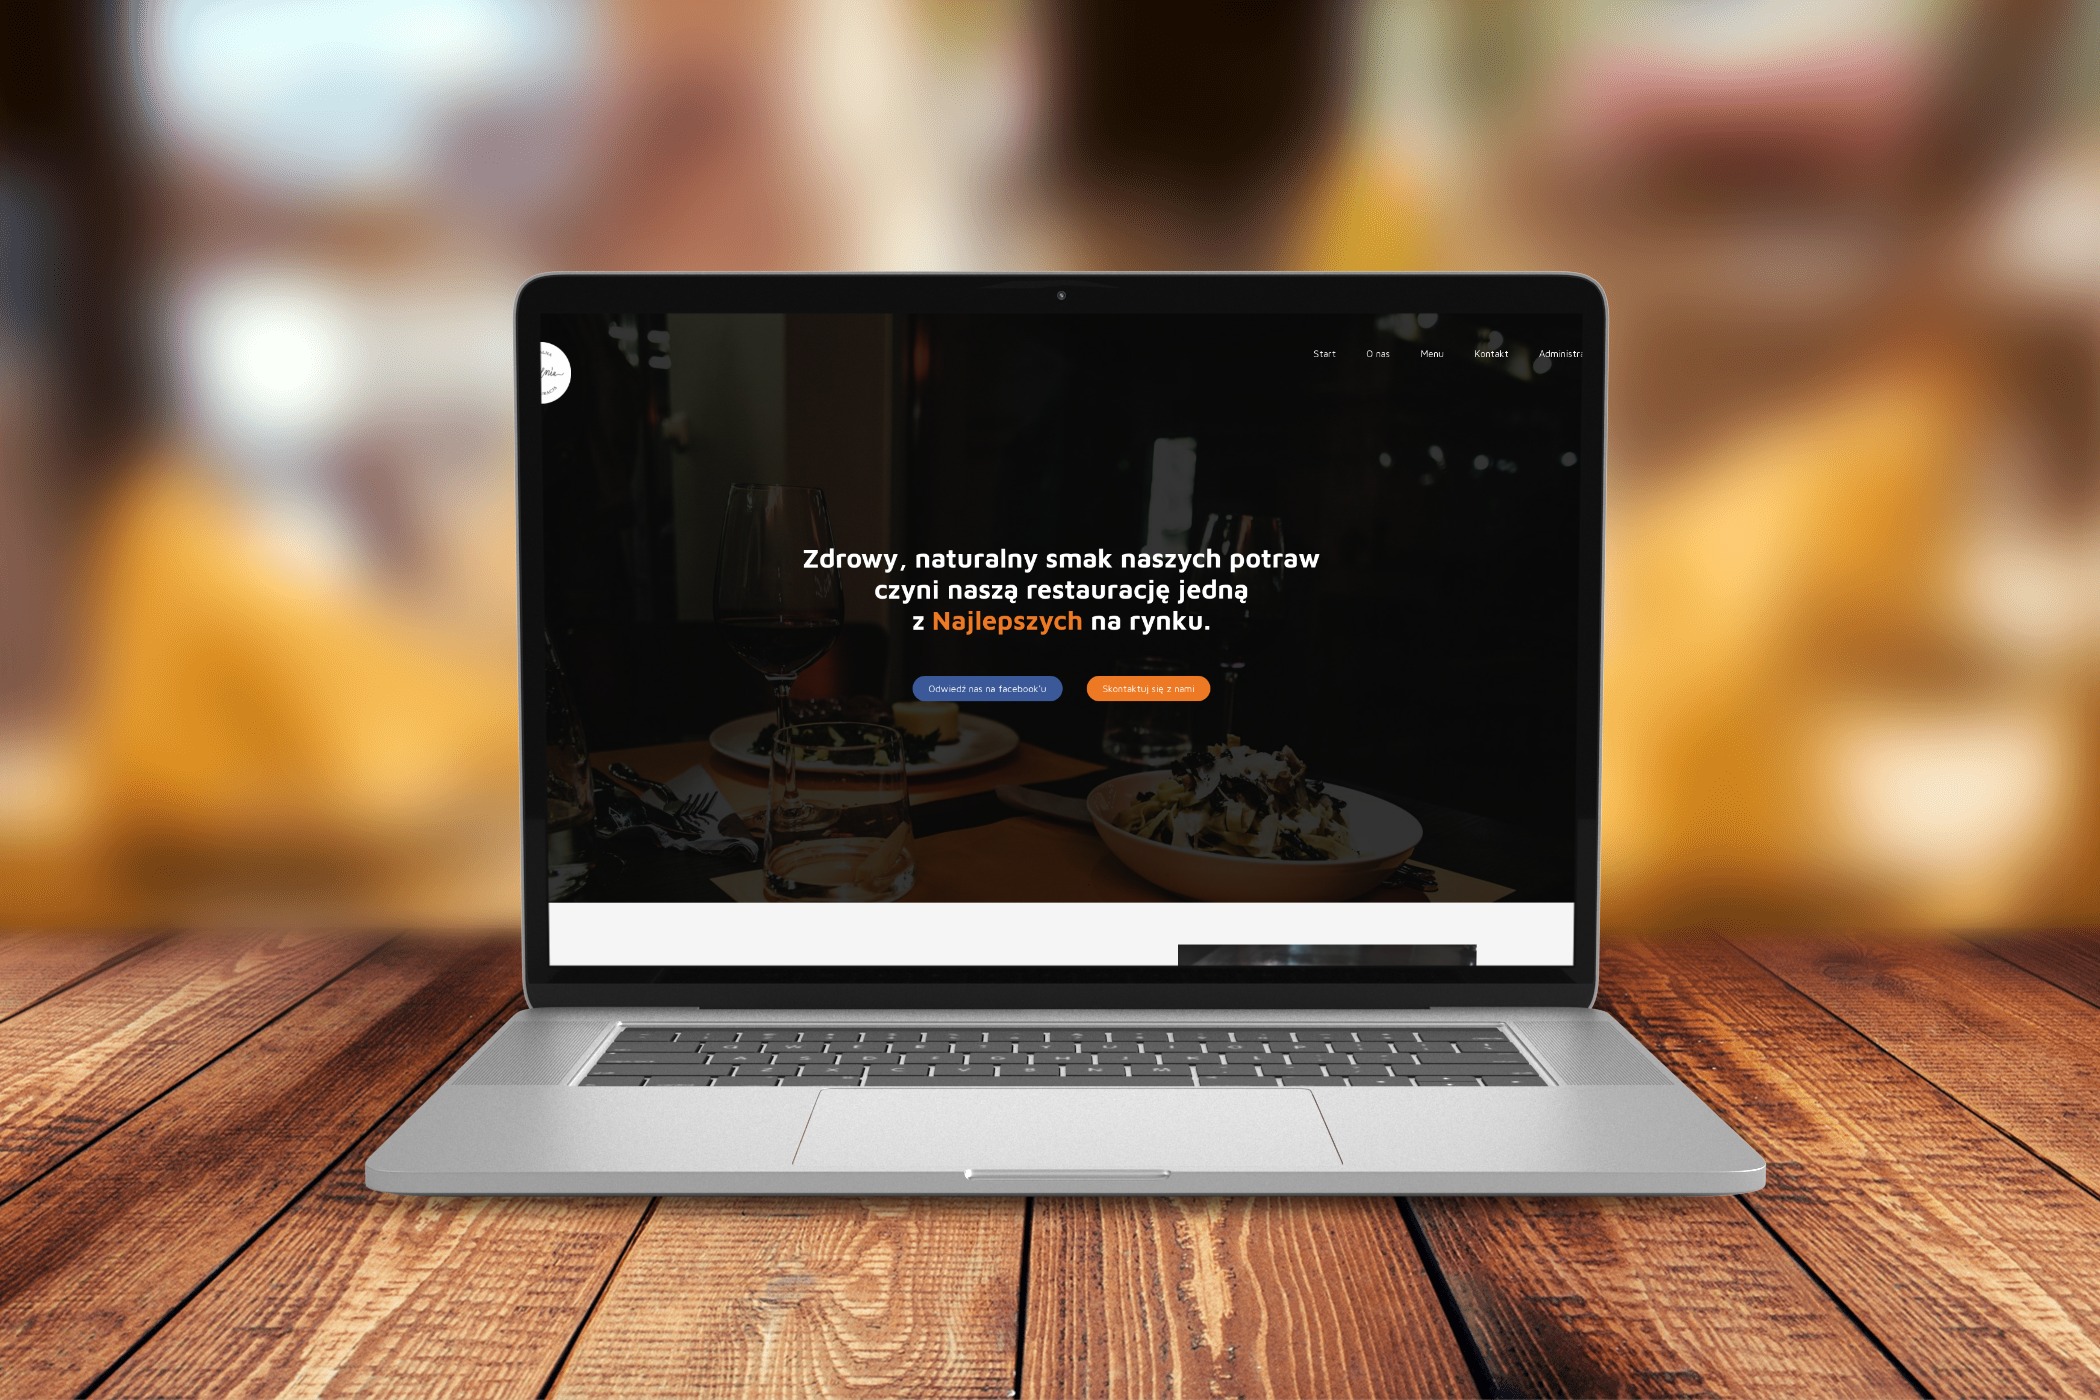 Start O nas Menu Kontakt Administra
Zdrowy, naturalny smak naszych potraw
czyni naszą restaurację jedną
z Najlepszych na rynku.
Odwiedź nas na facebook'u
Skontaktuj się z nami